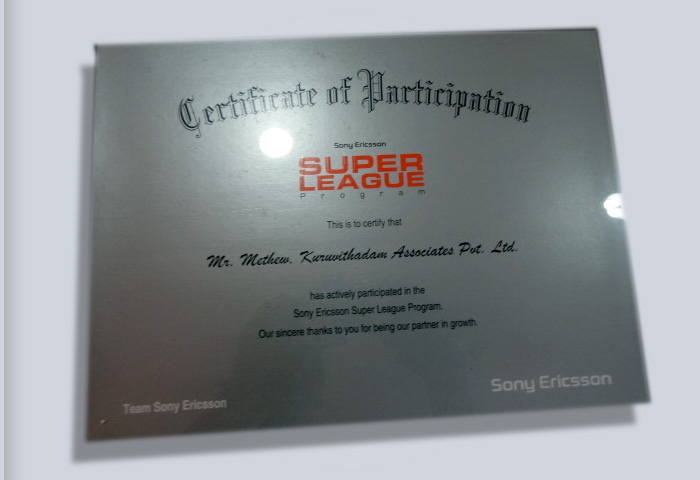 Certificate of Participation
Sony Ericsson
SUPER
LEAGUE
Program
This is to certify that
Mr. Methew, Kuruvithadam Associates Pvt. Ltd.
has actively participated in the
Sony Ericsson Super League Program.
Our sincere thanks to you for being our partner in growth.
Sony Ericsson
Team Sony Ericsson